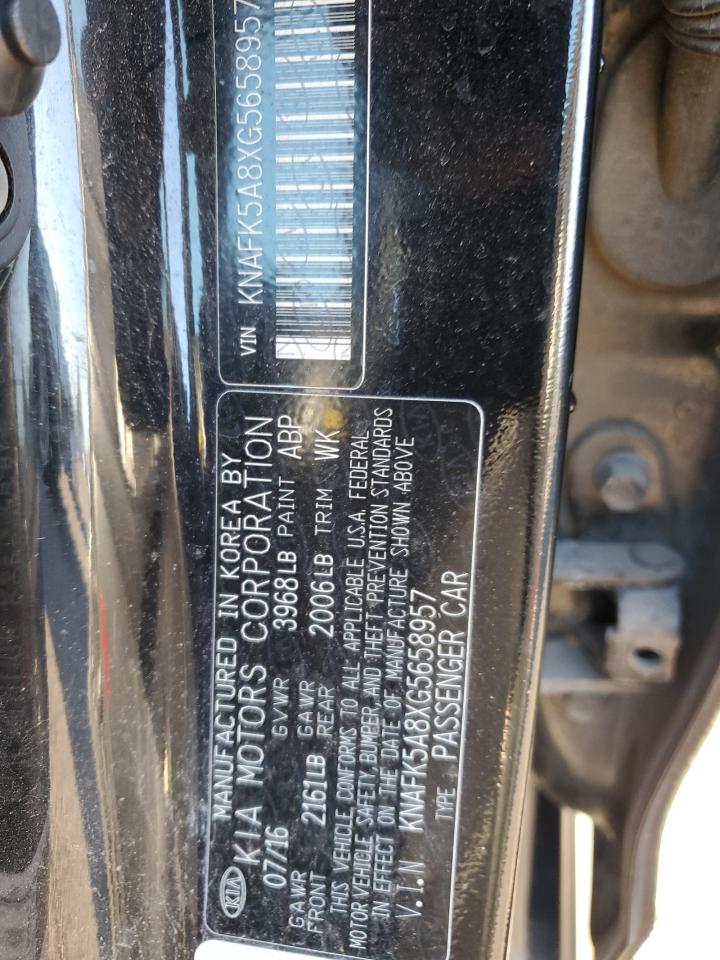 VIN KNAFK5A8XG5658957
MANUFACTURED IN KOREA BY
KIA MOTORS CORPORATION
07/16 GVWR 3968LB PAINT ABP
GAWR FRONT 2161LB GAWR REAR 2006LB TRIM WK
THIS VEHICLE CONFORMS TO ALL APPLICABLE U.S.A. FEDERAL
MOTOR VEHICLE SAFETY, BUMPER AND THEFT PREVENTION STANDARDS
IN EFFECT ON THE DATE OF MANUFACTURE SHOWN ABOVE
V.I.N KNAFK5A8XG5658957
TYPE PASSENGER CAR
KIA